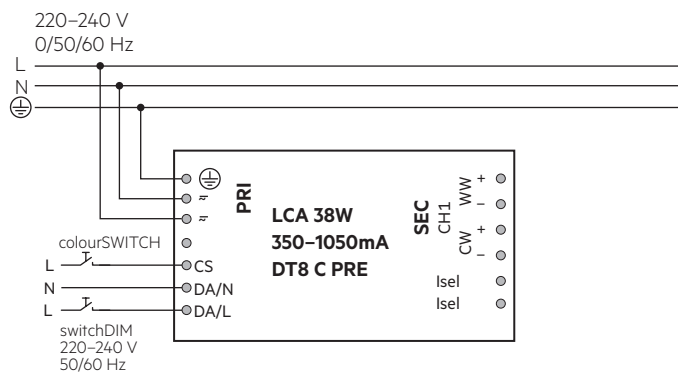 220–240 V
0/50/60 Hz
L
N
PRI
LCA 38W
350–1050mA
DT8 C PRE
SEC
CH1
WW
+
–
CW
+
–
Isel
Isel
colourSWITCH
L
CS
N
DA/N
L
DA/L
switchDIM
220–240 V
50/60 Hz